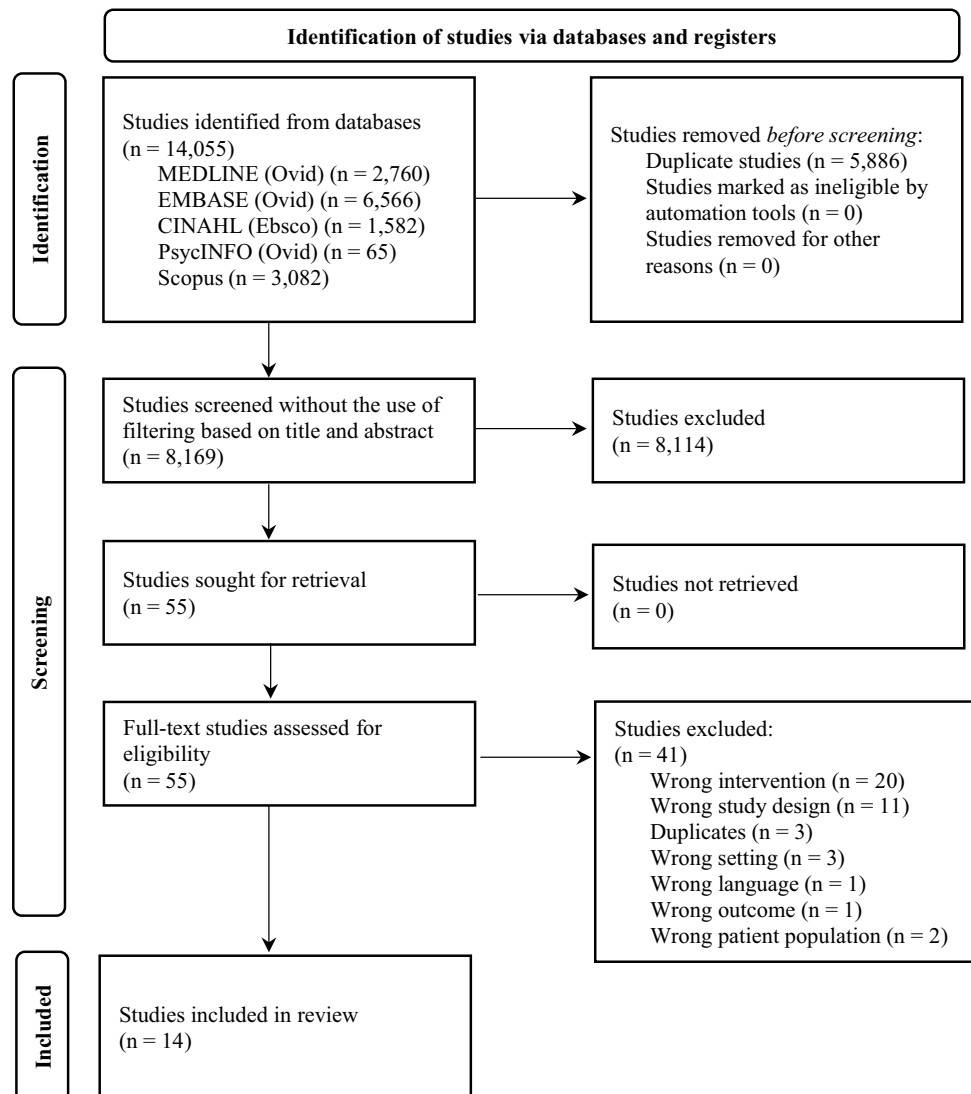 Identification of studies via databases and registers
Identification
Studies identified from databases
(n = 14,055)
MEDLINE (Ovid) (n = 2,760)
EMBASE (Ovid) (n = 6,566)
CINAHL (Ebsco) (n = 1,582)
PsycINFO (Ovid) (n = 65)
Scopus (n = 3,082)
Studies removed before screening:
Duplicate studies (n = 5,886)
Studies marked as ineligible by
automation tools (n = 0)
Studies removed for other
reasons (n = 0)
Screening
Studies screened without the use of
filtering based on title and abstract
(n = 8,169)
Studies excluded
(n = 8,114)
Studies sought for retrieval
(n = 55)
Studies not retrieved
(n = 0)
Full-text studies assessed for
eligibility
(n = 55)
Studies excluded:
(n = 41)
Wrong intervention (n = 20)
Wrong study design (n = 11)
Duplicates (n = 3)
Wrong setting (n = 3)
Wrong language (n = 1)
Wrong outcome (n = 1)
Wrong patient population (n = 2)
Included
Studies included in review
(n = 14)